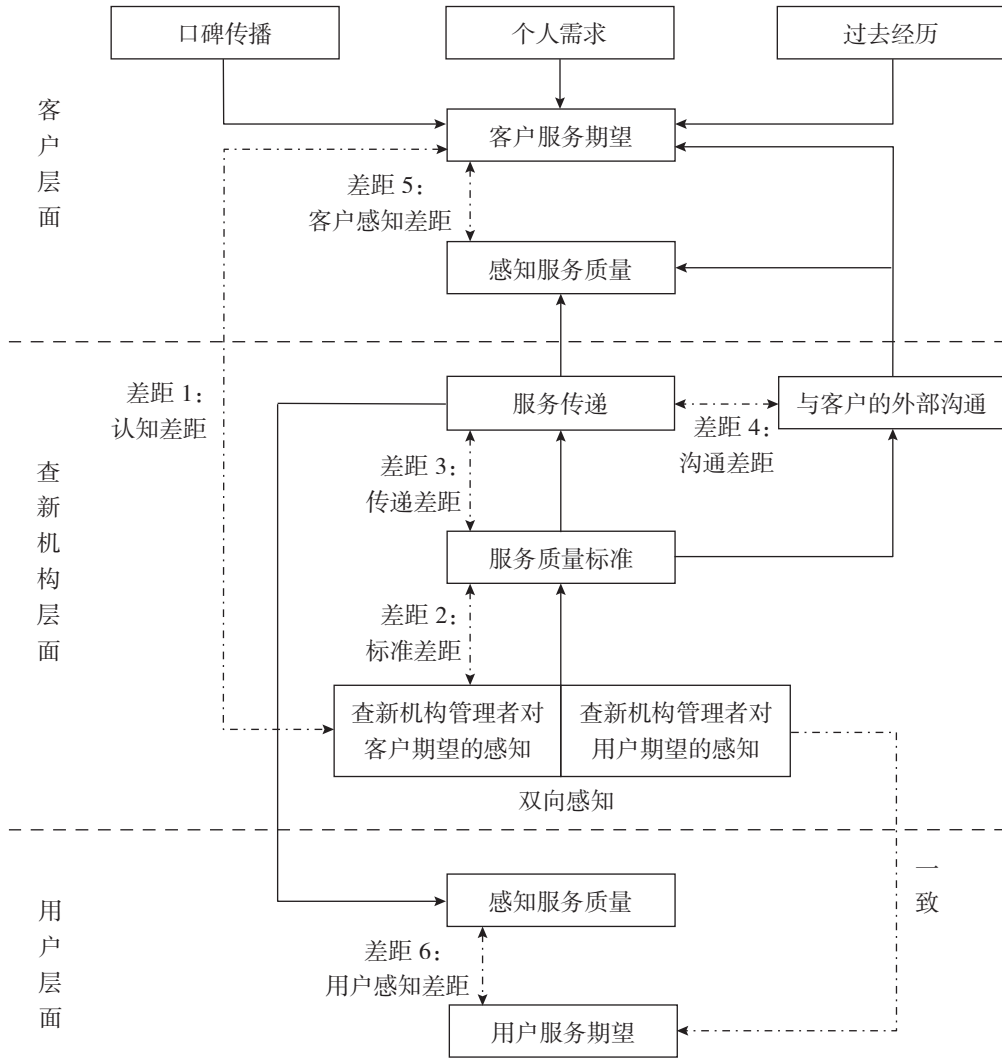 口碑传播
个人需求
过去经历
客户层面
客户服务期望
差距 5：
客户感知差距
感知服务质量
差距 1：
认知差距
服务传递
与客户的外部沟通
差距 4：
沟通差距
差距 3：
传递差距
查新机构层面
服务质量标准
差距 2：
标准差距
查新机构管理者对
客户期望的感知
查新机构管理者对
用户期望的感知
双向感知
一致
用户层面
感知服务质量
差距 6：
用户感知差距
用户服务期望